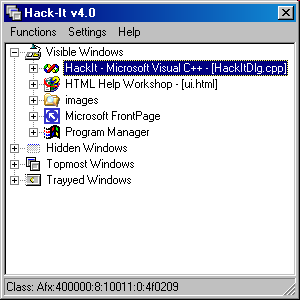 Hack-It v4.0
Functions Settings Help
Visible Windows
HackIt - Microsoft Visual C++ - [HackItDlg.cpp]
HTML Help Workshop - [ui.html]
images
Microsoft FrontPage
Program Manager
Hidden Windows
Topmost Windows
Trayyed Windows
Class: Afx:400000:8:10011:0:4f0209